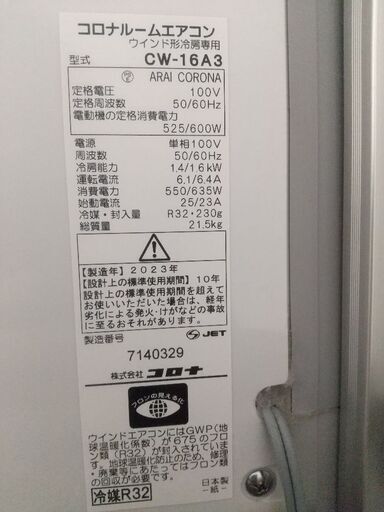 コロナルームエアコン
ウインド形冷房専用
型式 CW-16A3
ARAI CORONA
定格電圧 100V
定格周波数 50/60Hz
電動機の定格消費電力
525/600W
電源 単相100V
周波数 50/60Hz
冷房能力 1.4/1.6kW
運転電流 6.1/6.4A
消費電力 550/635W
始動電流 25/23A
冷媒・封入量 R32・230g
総質量 21.5kg
【製造年】2023年
【設計上の標準使用期間】10年
設計上の標準使用期間を超えて
お使いいただいた場合は、経年
劣化による発火・けがなどの事故
に至るおそれがあります。
製造番号 JET
7140329
株式会社 コロナ
フロンの見える化
ウインドエアコンにはGWP(地
球温暖化係数)が675のフロ
ン類(R32)が封入されていま
す。地球温暖化防止のため、修理
・廃棄等にあたってはフロン類
の回収が必要です。
冷媒R32
日本製
-紙-